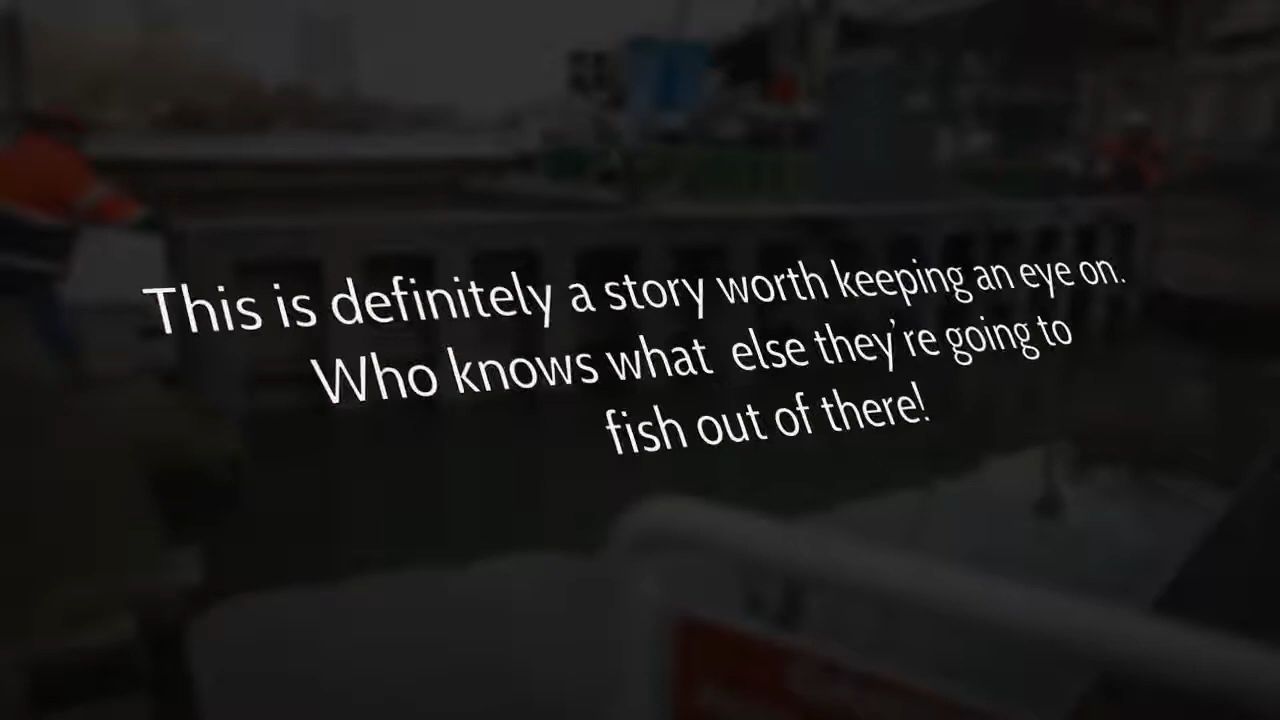 This is definitely a story worth keeping an eye on.
Who knows what  else they're going to
fish out of there!